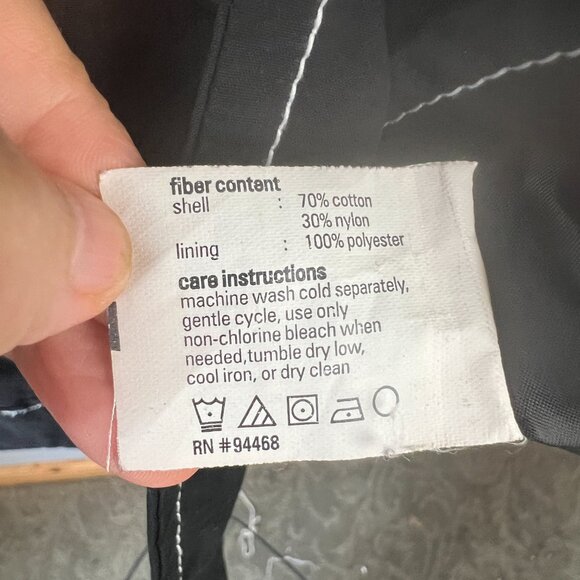 fiber content
shell : 70% cotton
30% nylon
lining : 100% polyester
care instructions
machine wash cold separately,
gentle cycle, use only
non-chlorine bleach when
needed,tumble dry low,
cool iron, or dry clean
RN #94468